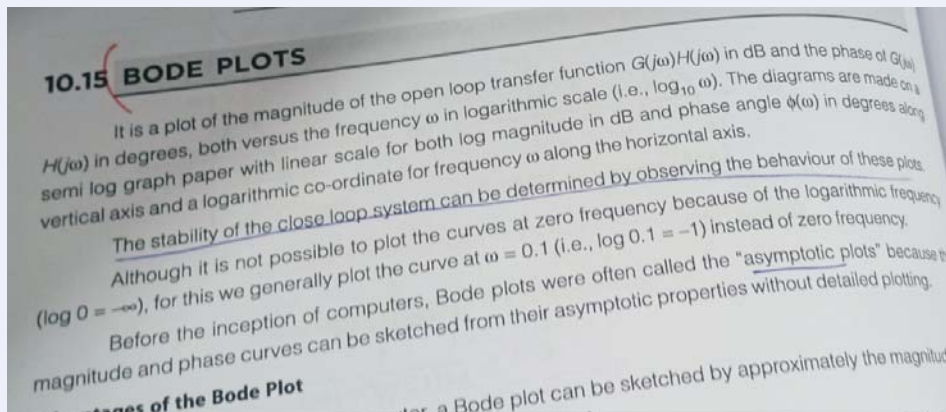 10.15 BODE PLOTS
It is a plot of the magnitude of the open loop transfer function G(jω)H(jω) in dB and the phase of G(jω)
H(jω) in degrees, both versus the frequency ω in logarithmic scale (i.e., log₁₀ ω). The diagrams are made on a
semi log graph paper with linear scale for both log magnitude in dB and phase angle ϕ(ω) in degrees along
vertical axis and a logarithmic co-ordinate for frequency ω along the horizontal axis.
The stability of the close loop system can be determined by observing the behaviour of these plots.
Although it is not possible to plot the curves at zero frequency because of the logarithmic frequency
(log 0 = –∞), for this we generally plot the curve at ω = 0.1 (i.e., log 0.1 = –1) instead of zero frequency.
Before the inception of computers, Bode plots were often called the "asymptotic plots" because
magnitude and phase curves can be sketched from their asymptotic properties without detailed plotting.
of the Bode Plot
a Bode plot can be sketched by approximately the